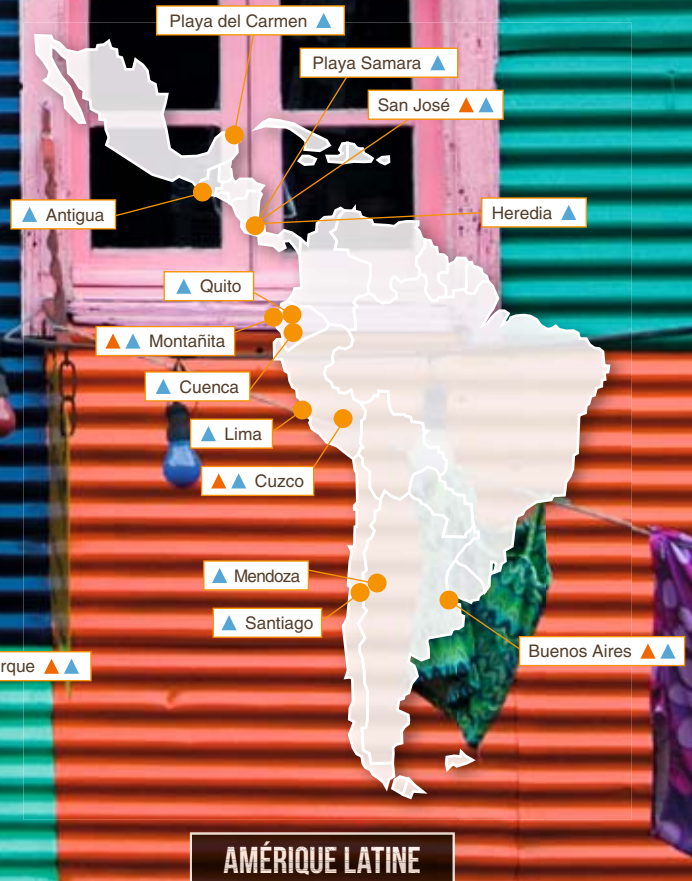 Playa del Carmen
Playa Samara
San José
Antigua
Heredia
Quito
Montañita
Cuenca
Lima
Cuzco
Mendoza
Santiago
Buenos Aires
AMÉRIQUE LATINE